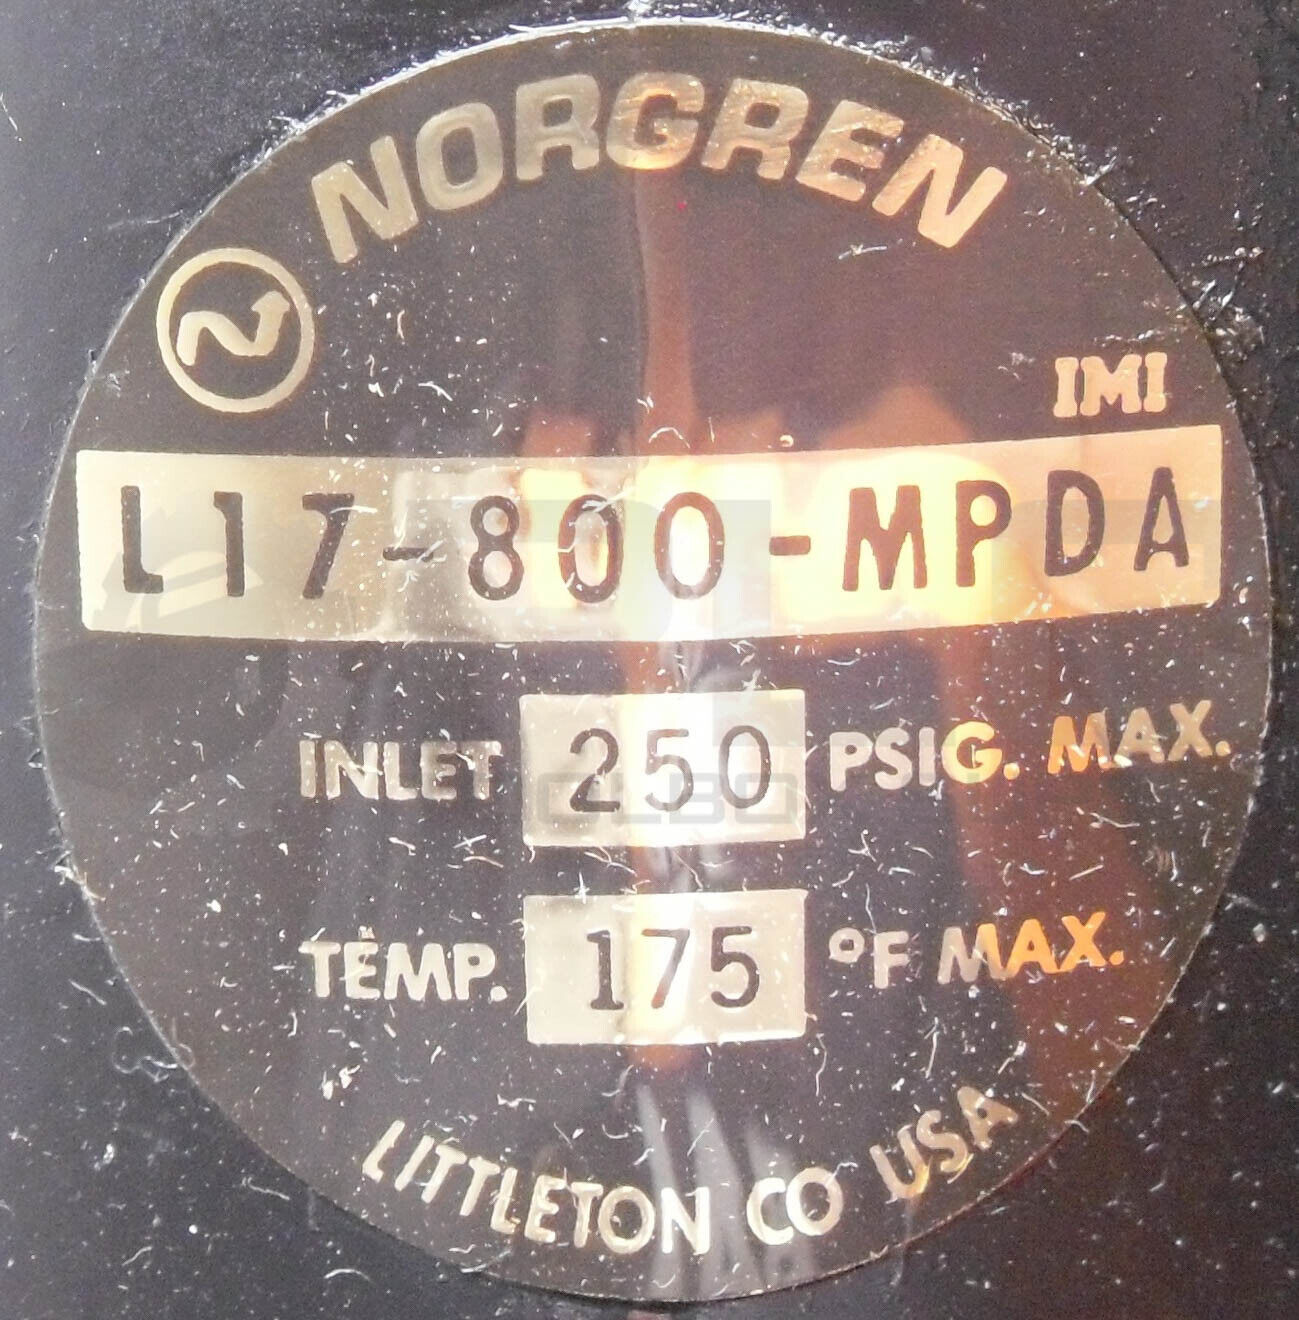 NORGREN
IMI
L17-800-MPDA
INLET 250 PSIG. MAX.
TEMP. 175 °F MAX.
LITTLETON CO USA